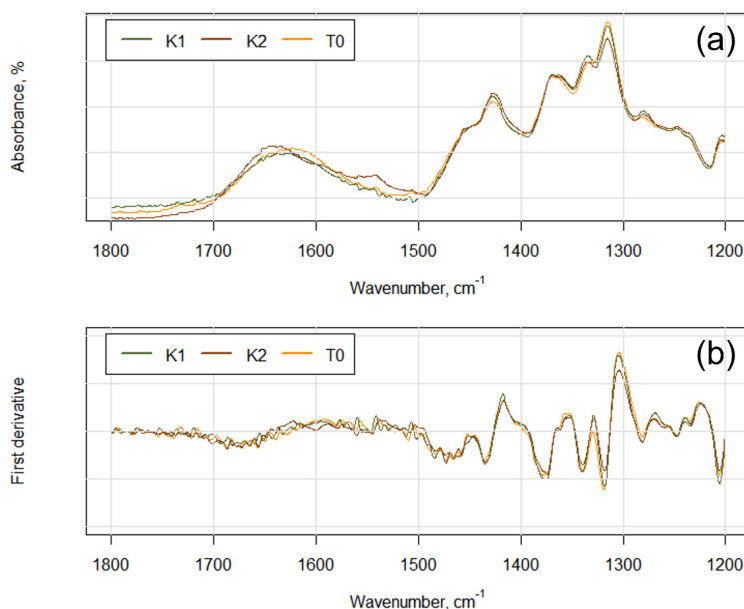 (a)
K1 K2 T0
Absorbance, %
1800 1700 1600 1500 1400 1300 1200
Wavenumber, cm⁻¹
(b)
K1 K2 T0
First derivative
1800 1700 1600 1500 1400 1300 1200
Wavenumber, cm⁻¹